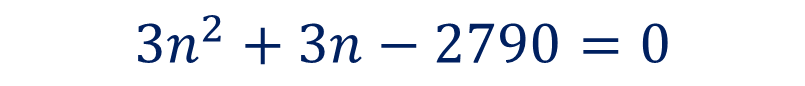 3n² + 3n − 2790 = 0